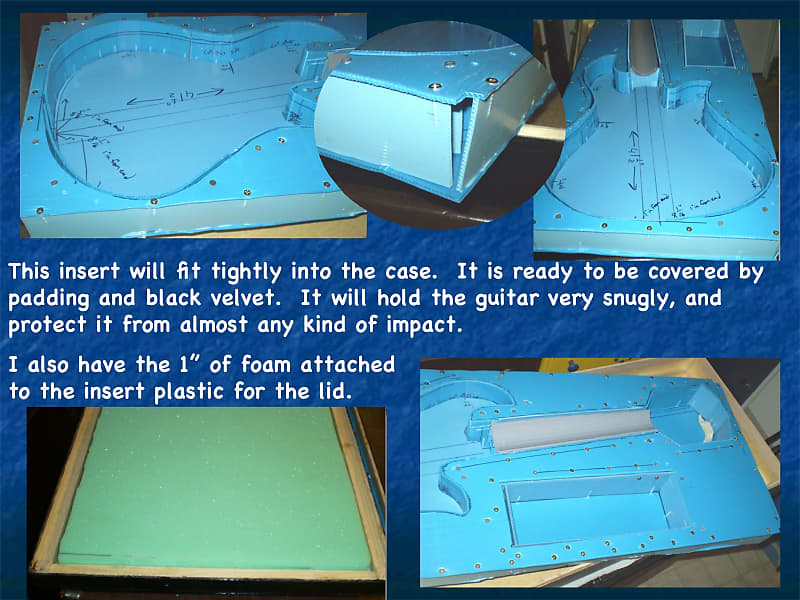 This insert will fit tightly into the case. It is ready to be covered by
padding and black velvet. It will hold the guitar very snugly, and
protect it from almost any kind of impact.
I also have the 1" of foam attached
to the insert plastic for the lid.